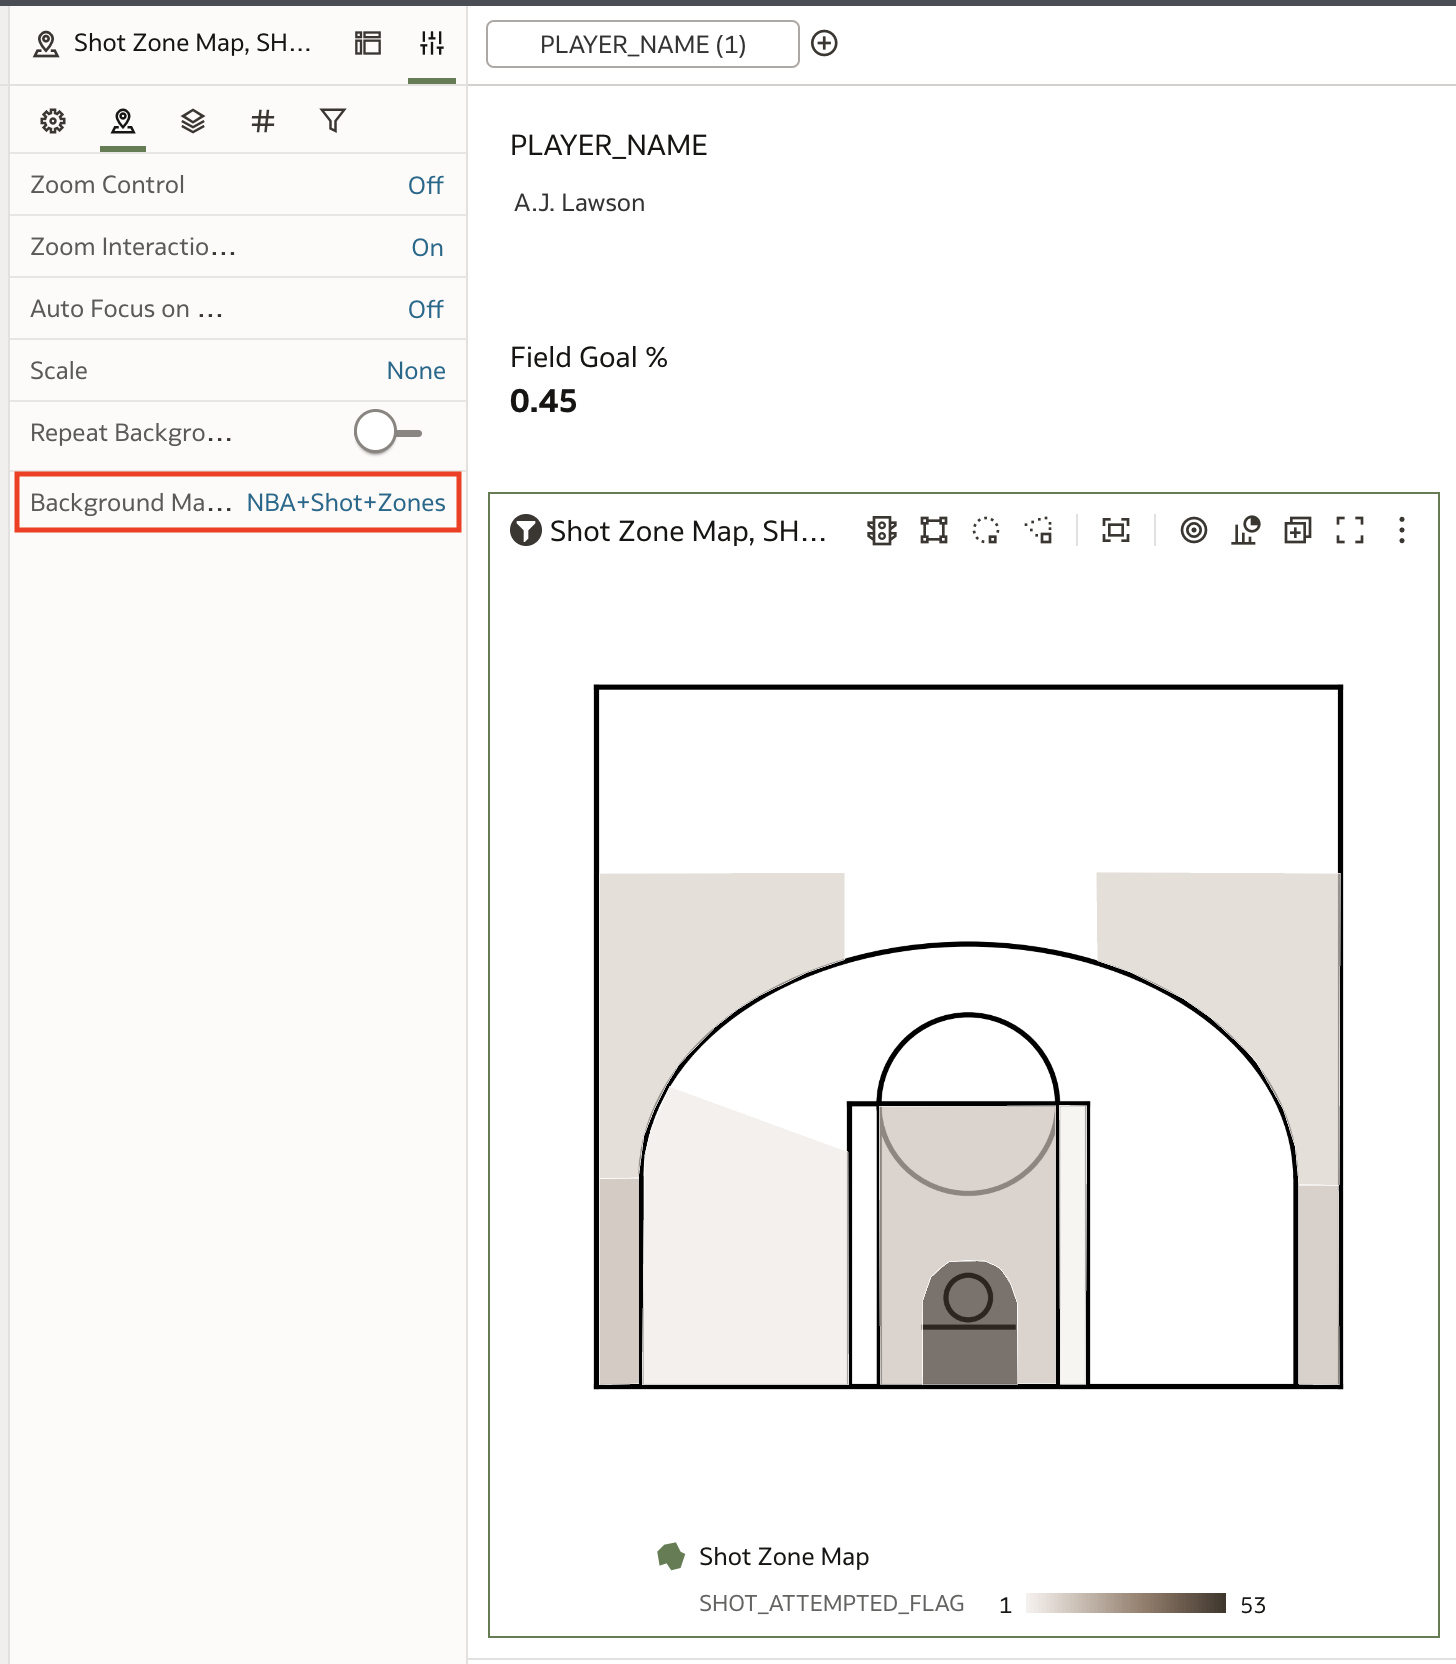 Shot Zone Map, SH...
Zoom Control Off
Zoom Interactio... On
Auto Focus on ... Off
Scale None
Repeat Backgro...
Background Ma... NBA+Shot+Zones
PLAYER_NAME (1)
PLAYER_NAME
A.J. Lawson
Field Goal %
0.45
Shot Zone Map, SH...
Shot Zone Map
SHOT_ATTEMPTED_FLAG 1 53